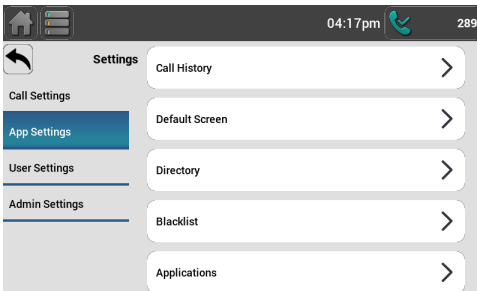 04:17pm 289
Settings
Call Settings
App Settings
User Settings
Admin Settings
Call History
Default Screen
Directory
Blacklist
Applications